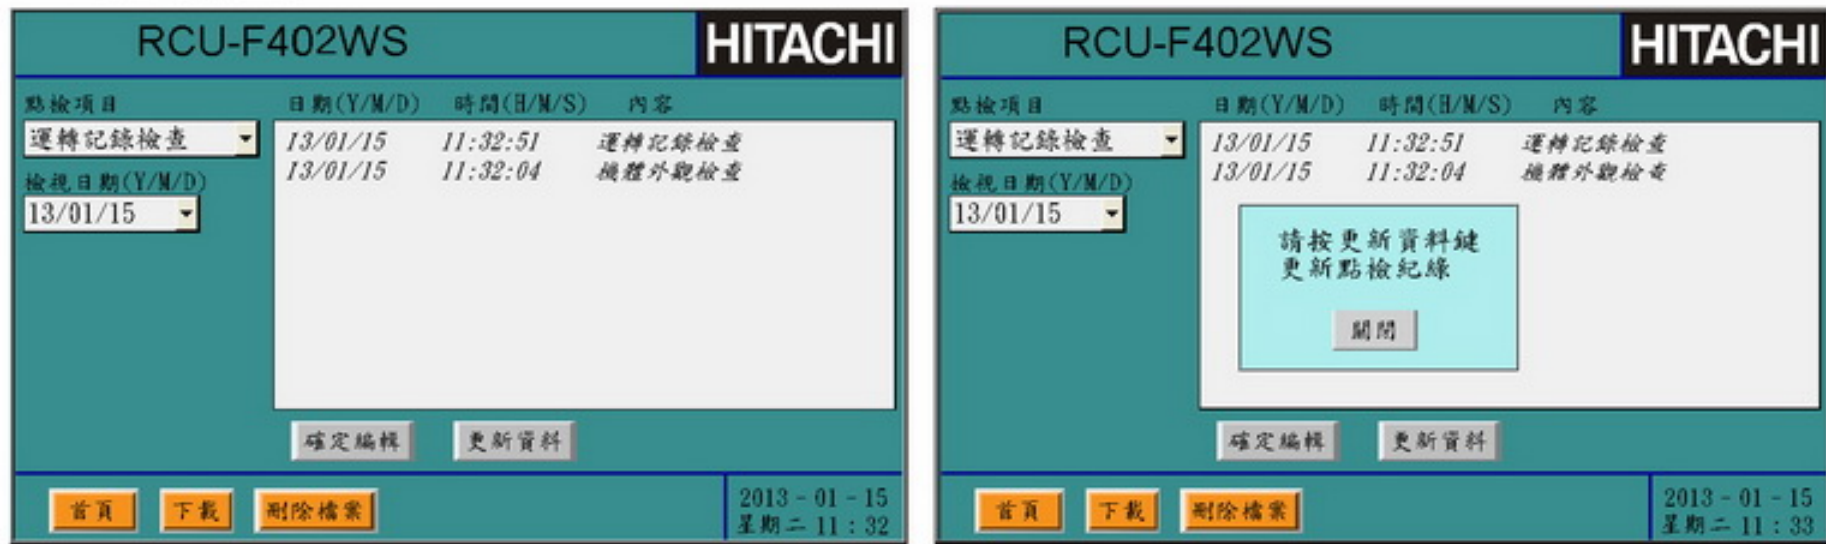 RCU-F402WS
HITACHI
點檢項目 日期(Y/M/D) 時間(H/M/S) 內容
運轉記錄檢查 13/01/15 11:32:51 運轉記錄檢查
13/01/15 11:32:04 機體外觀檢查
檢視日期(Y/M/D)
13/01/15
確定編輯 更新資料
首頁 下載 刪除檔案
2013-01-15
星期二 11:32
RCU-F402WS
HITACHI
點檢項目 日期(Y/M/D) 時間(H/M/S) 內容
運轉記錄檢查 13/01/15 11:32:51 運轉記錄檢查
13/01/15 11:32:04 機體外觀檢查
檢視日期(Y/M/D)
13/01/15
請按更新資料鍵
更新點檢紀錄
關閉
確定編輯 更新資料
首頁 下載 刪除檔案
2013-01-15
星期二 11:33